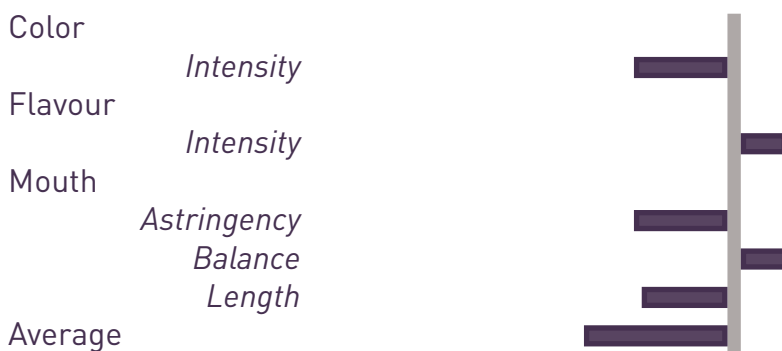 Color
Intensity
Flavour
Intensity
Mouth
Astringency
Balance
Length
Average